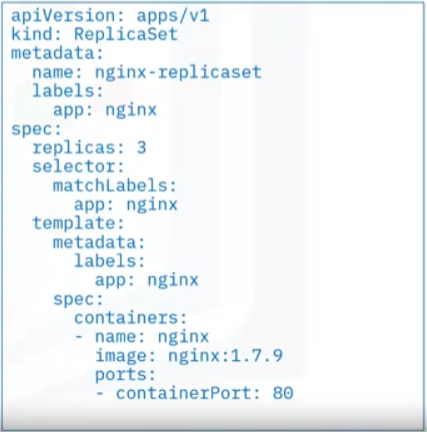 apiVersion: apps/v1
kind: ReplicaSet
metadata:
  name: nginx-replicaset
  labels:
    app: nginx
spec:
  replicas: 3
  selector:
    matchLabels:
      app: nginx
  template:
    metadata:
      labels:
        app: nginx
    spec:
      containers:
      - name: nginx
        image: nginx:1.7.9
        ports:
        - containerPort: 80